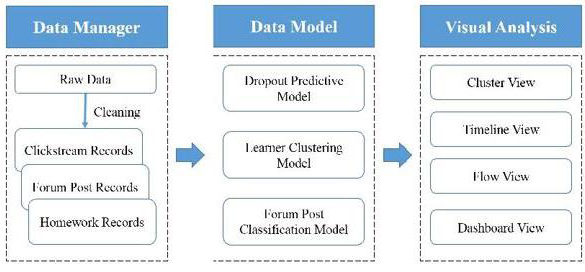 Data Manager
Raw Data
Cleaning
Clickstream Records
Forum Post Records
Homework Records
Data Model
Dropout Predictive
Model
Learner Clustering
Model
Forum Post
Classification Model
Visual Analysis
Cluster View
Timeline View
Flow View
Dashboard View